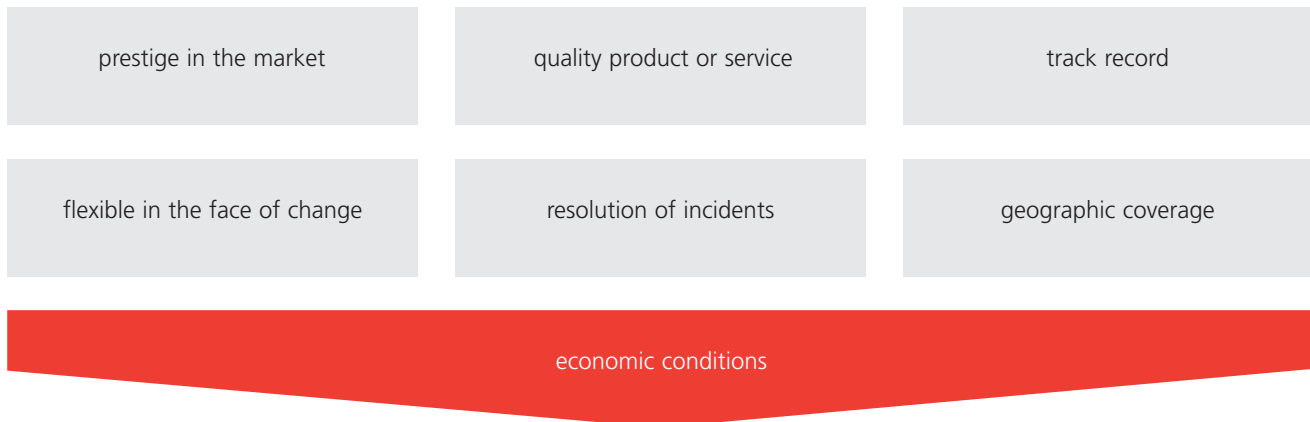 prestige in the market
quality product or service
track record
flexible in the face of change
resolution of incidents
geographic coverage
economic conditions